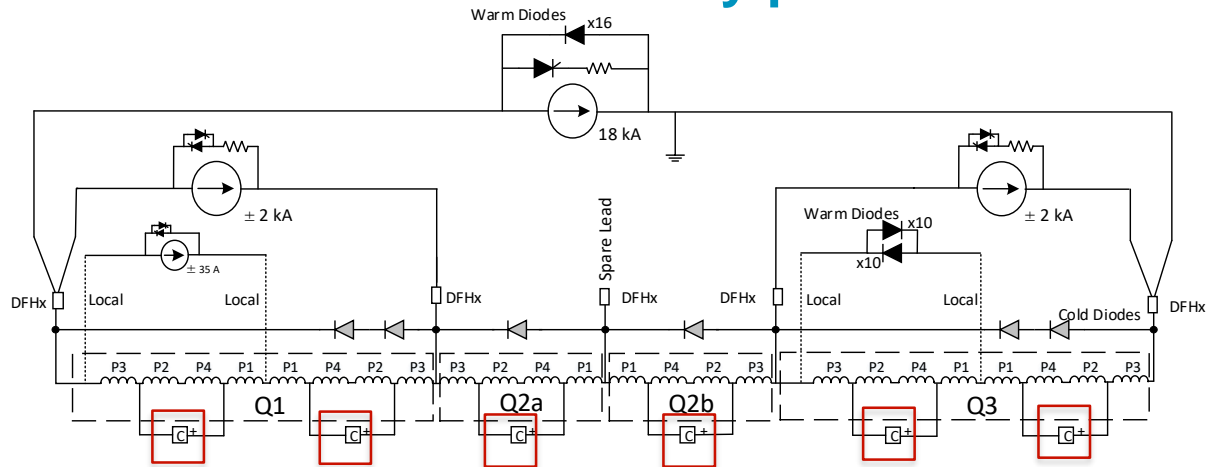 Warm Diodes
x16
18 kA
± 2 kA
± 35 A
Warm Diodes
x10
x10
± 2 kA
Spare Lead
DFHx
Local
Local
DFHx
DFHx
DFHx
Local
Local
Cold Diodes
DFHx
P3 P2 P4 P1 P1 P4 P2 P3 P3 P2 P4 P1 P1 P4 P2 P3 P3 P2 P4 P1 P1 P4 P2 P3
Q1 Q2a Q2b Q3
C + C + C + C + C + C +